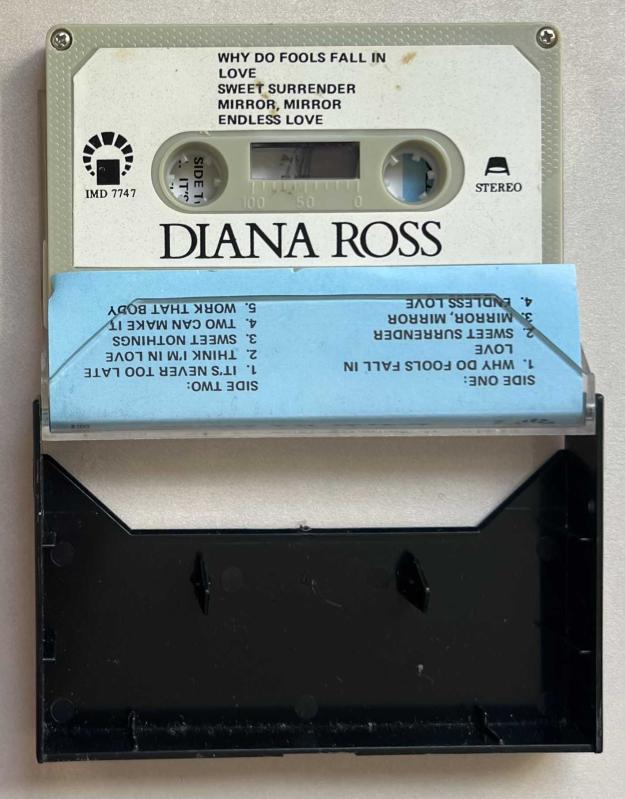 WHY DO FOOLS FALL IN
LOVE
SWEET SURRENDER
MIRROR, MIRROR
ENDLESS LOVE
IMD 7747
SIDE
IT'S
100 50 0
STEREO
DIANA ROSS
SIDE ONE:
1. WHY DO FOOLS FALL IN
LOVE
2. SWEET SURRENDER
3. MIRROR, MIRROR
4. ENDLESS LOVE
SIDE TWO:
1. IT'S NEVER TOO LATE
2. THINK I'M IN LOVE
3. SWEET NOTHINGS
4. TWO CAN MAKE IT
5. WORK THAT BODY